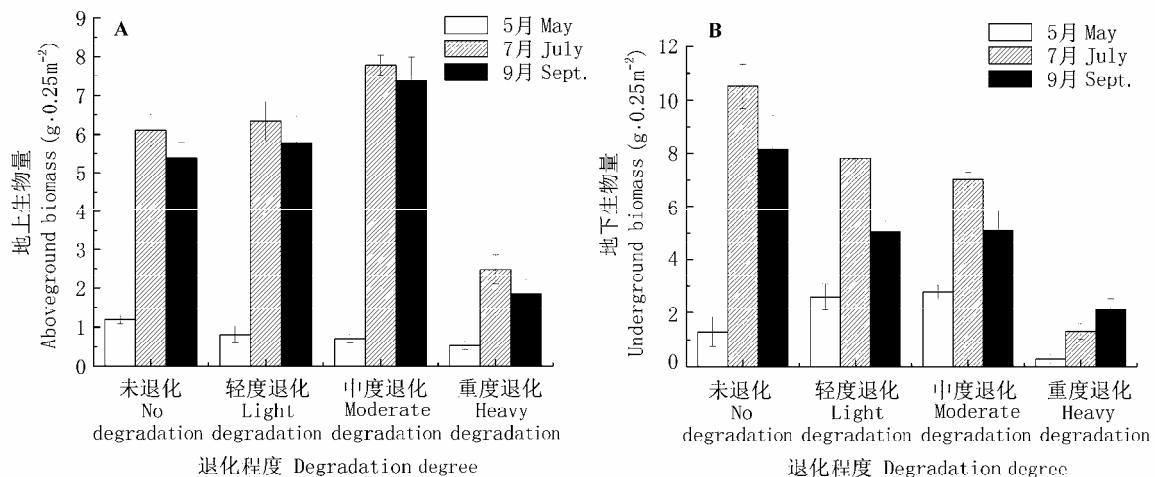 A
5月 May
7月 July
9月 Sept.
地上生物量
Aboveground biomass (g·0.25m⁻²)
9
8
7
6
5
4
3
2
1
0
未退化
No
degradation
轻度退化
Light
degradation
中度退化
Moderate
degradation
重度退化
Heavy
degradation
退化程度 Degradation degree
B
5月 May
7月 July
9月 Sept.
地下生物量
Underground biomass (g·0.25m⁻²)
12
10
8
6
4
2
0
未退化
No
degradation
轻度退化
Light
degradation
中度退化
Moderate
degradation
重度退化
Heavy
degradation
退化程度 Degradation degree